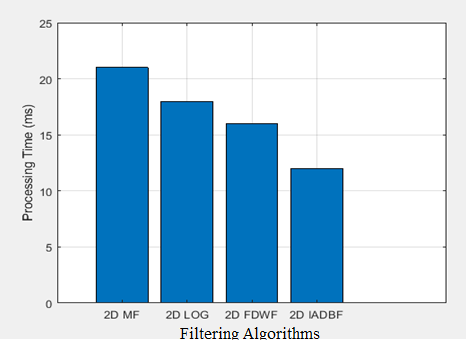 25
20
15
10
5
0
Processing Time (ms)
2D MF 2D LOG 2D FDWF 2D IADBF
Filtering Algorithms